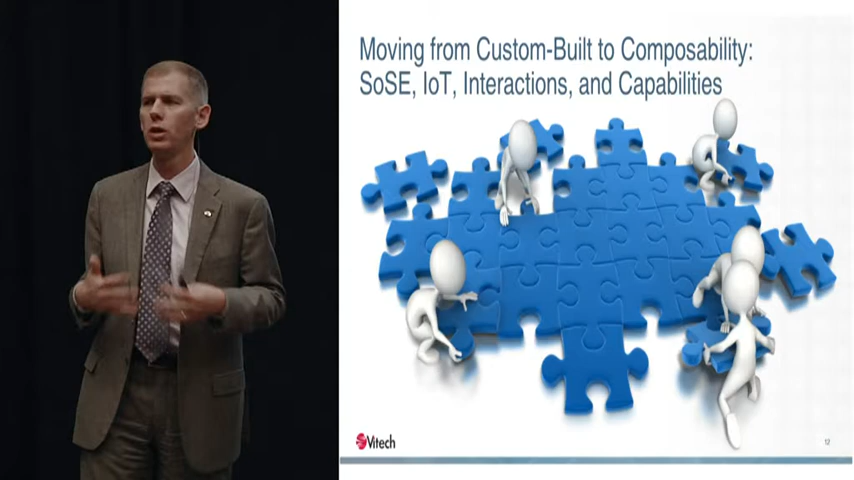 Moving from Custom-Built to Composability:
SoSE, IoT, Interactions, and Capabilities
Vitech
12